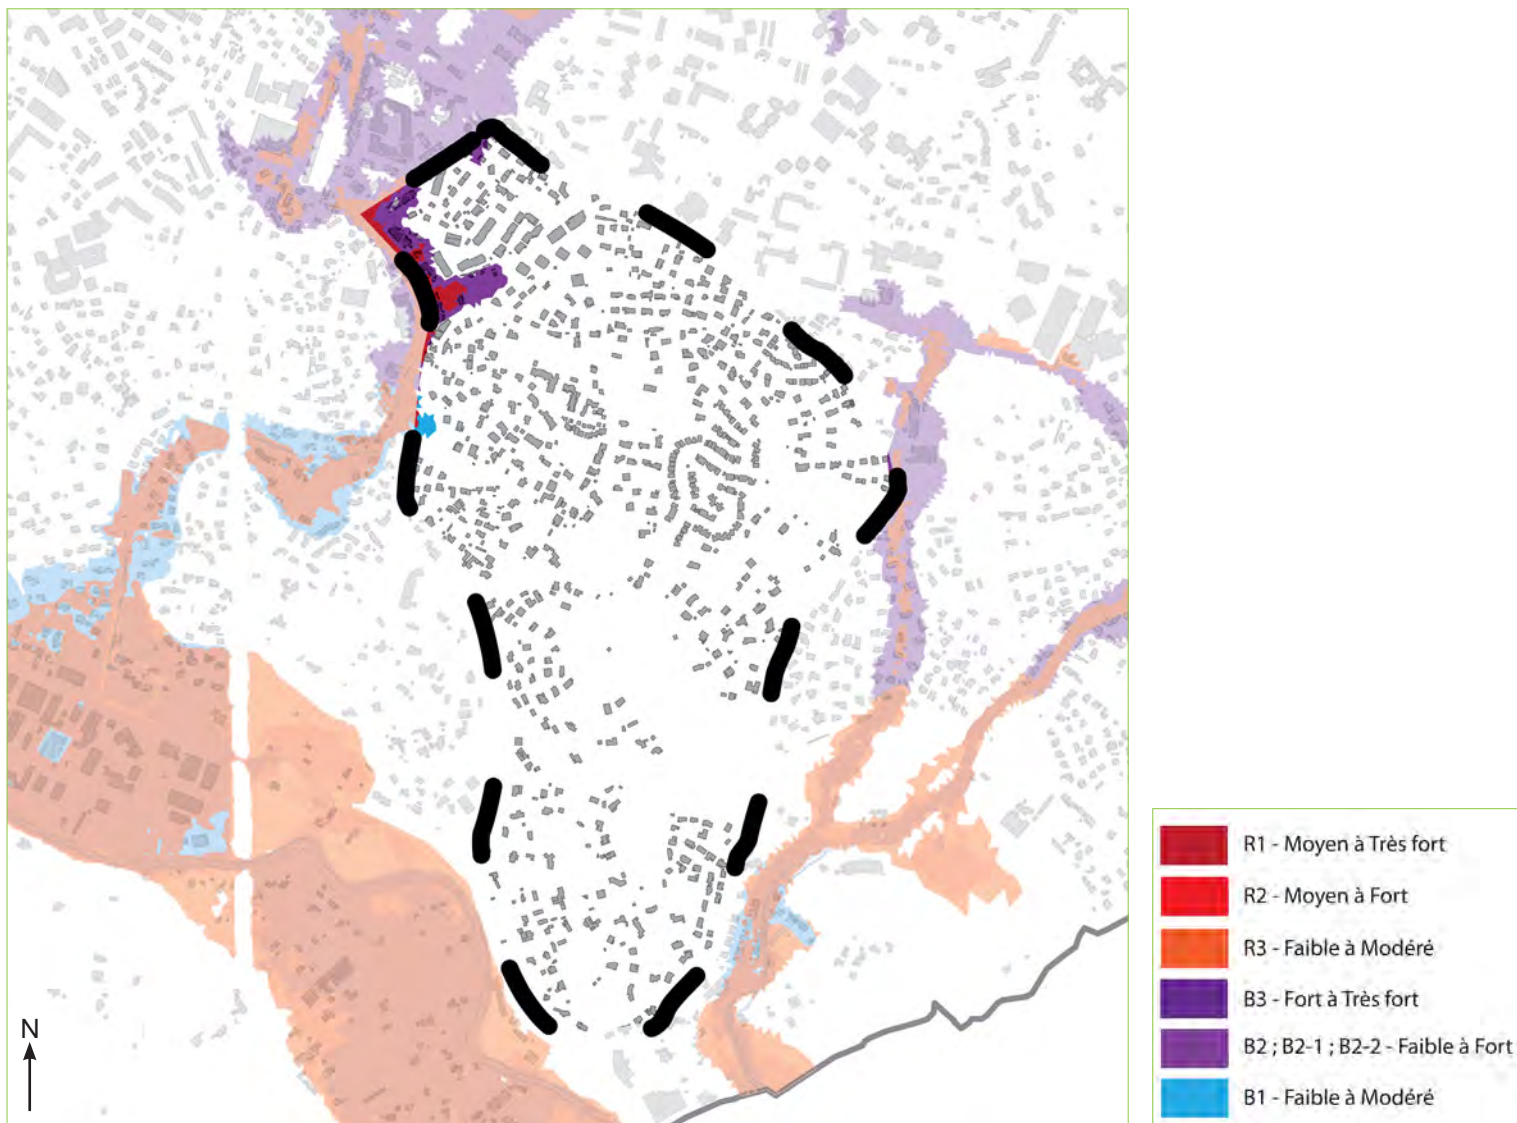 N
R1 - Moyen à Très fort
R2 - Moyen à Fort
R3 - Faible à Modéré
B3 - Fort à Très fort
B2 ; B2-1 ; B2-2 - Faible à Fort
B1 - Faible à Modéré